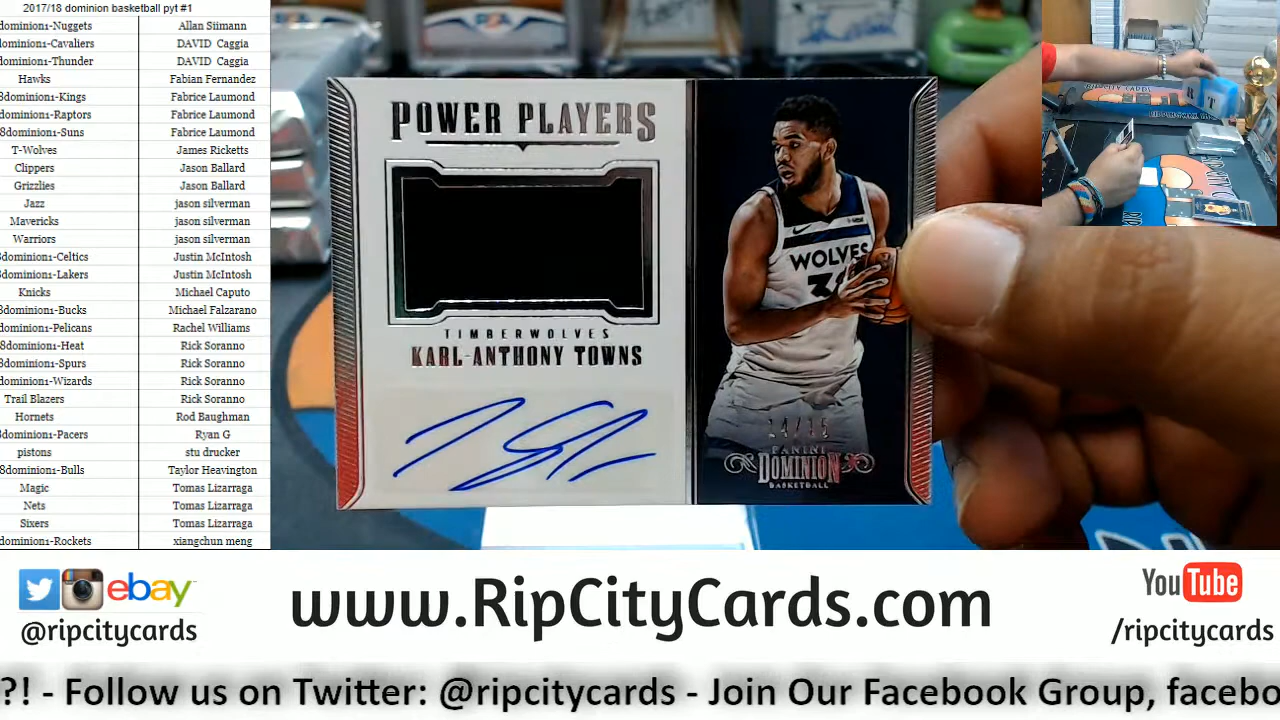 2017/18 dominion basketball pyt #1
dominion1-Nuggets Allan Siimann
dominion1-Cavaliers DAVID Caggia
dominion1-Thunder DAVID Caggia
Hawks Fabian Fernandez
8dominion1-Kings Fabrice Laumond
dominion1-Raptors Fabrice Laumond
8dominion1-Suns Fabrice Laumond
T-Wolves James Ricketts
Clippers Jason Ballard
Grizzlies Jason Ballard
Jazz jason silverman
Mavericks jason silverman
Warriors jason silverman
8dominion1-Celtics Justin McIntosh
8dominion1-Lakers Justin McIntosh
Knicks Michael Caputo
8dominion1-Bucks Michael Falzarano
dominion1-Pelicans Rachel Williams
8dominion1-Heat Rick Soranno
8dominion1-Spurs Rick Soranno
dominion1-Wizards Rick Soranno
Trail Blazers Rick Soranno
Hornets Rod Baughman
8dominion1-Pacers Ryan G
pistons stu drucker
8dominion1-Bulls Taylor Heavington
Magic Tomas Lizarraga
Nets Tomas Lizarraga
Sixers Tomas Lizarraga
dominion1-Rockets xiangchun meng
POWER PLAYERS
TIMBERWOLVES
KARL-ANTHONY TOWNS
WOLVES
PANINI
DOMINION
BASKETBALL
ebay
@ripcitycards
www.RipCityCards.com
YouTube
/ripcitycards
?! - Follow us on Twitter: @ripcitycards - Join Our Facebook Group, facebo